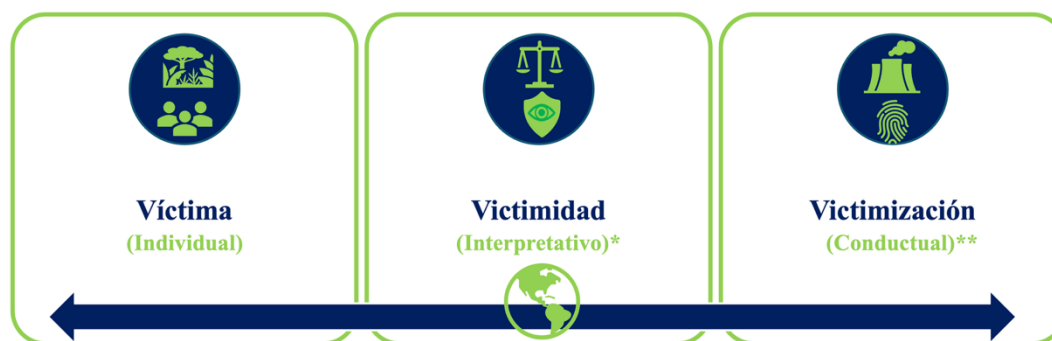 Víctima
(Individual)
Victimidad
(Interpretativo)*
Victimización
(Conductual)**